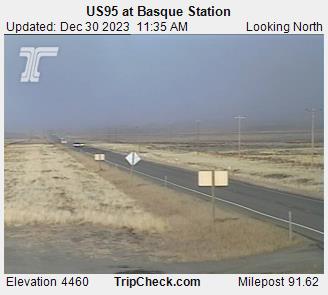 US95 at Basque Station
Updated: Dec 30 2023 11:35 AM Looking North
Elevation 4460 TripCheck.com Milepost 91.62